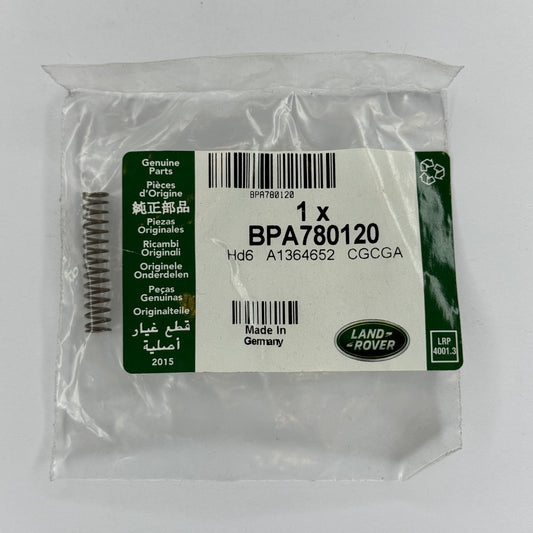 Genuine
Parts
Pièces
d'Origine
純正部品
Piezas
Originales
Ricambi
Originali
Originele
Onderdelen
Peças
Genuinas
Originalteile
قطع غيار
أصلية
2015
BPA780120
1 x
BPA780120
Hd6 A1364652 CGCGA
Made In
Germany
LAND
ROVER
LRP
4001.3